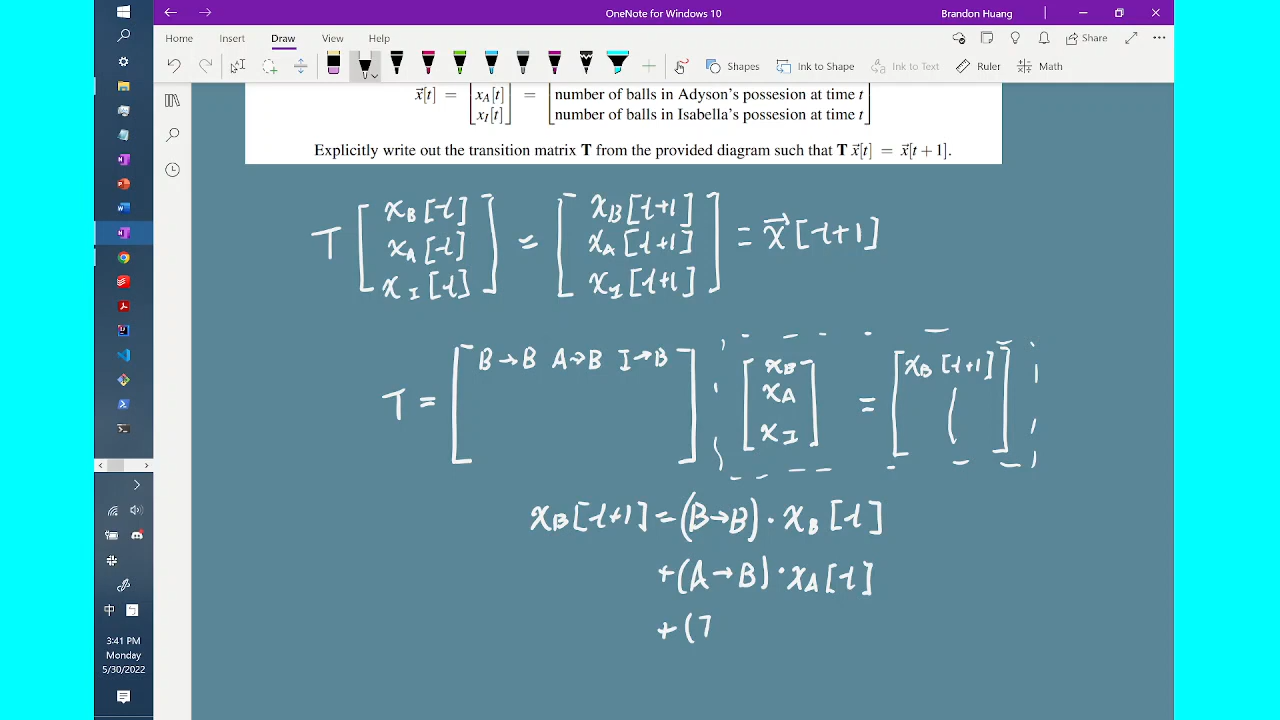 OneNote for Windows 10
Brandon Huang
Home Insert Draw View Help
Share
Shapes Ink to Shape Ink to Text Ruler Math
x⃗[t] = [x_A[t] x_I[t]] = [number of balls in Adyson's possesion at time t
number of balls in Isabella's possesion at time t]
Explicitly write out the transition matrix T from the provided diagram such that T x⃗[t] = x⃗[t+1].
T [x_B[t] x_A[t] x_I[t]] = [x_B[t+1] x_A[t+1] x_I[t+1]] = x⃗[t+1]
T = [B→B A→B I→B] [x_B x_A x_I] = [x_B[t+1]]
x_B[t+1] = (B→B) · x_B[t]
+ (A→B) · x_A[t]
+ (
3:41 PM
Monday
5/30/2022
中